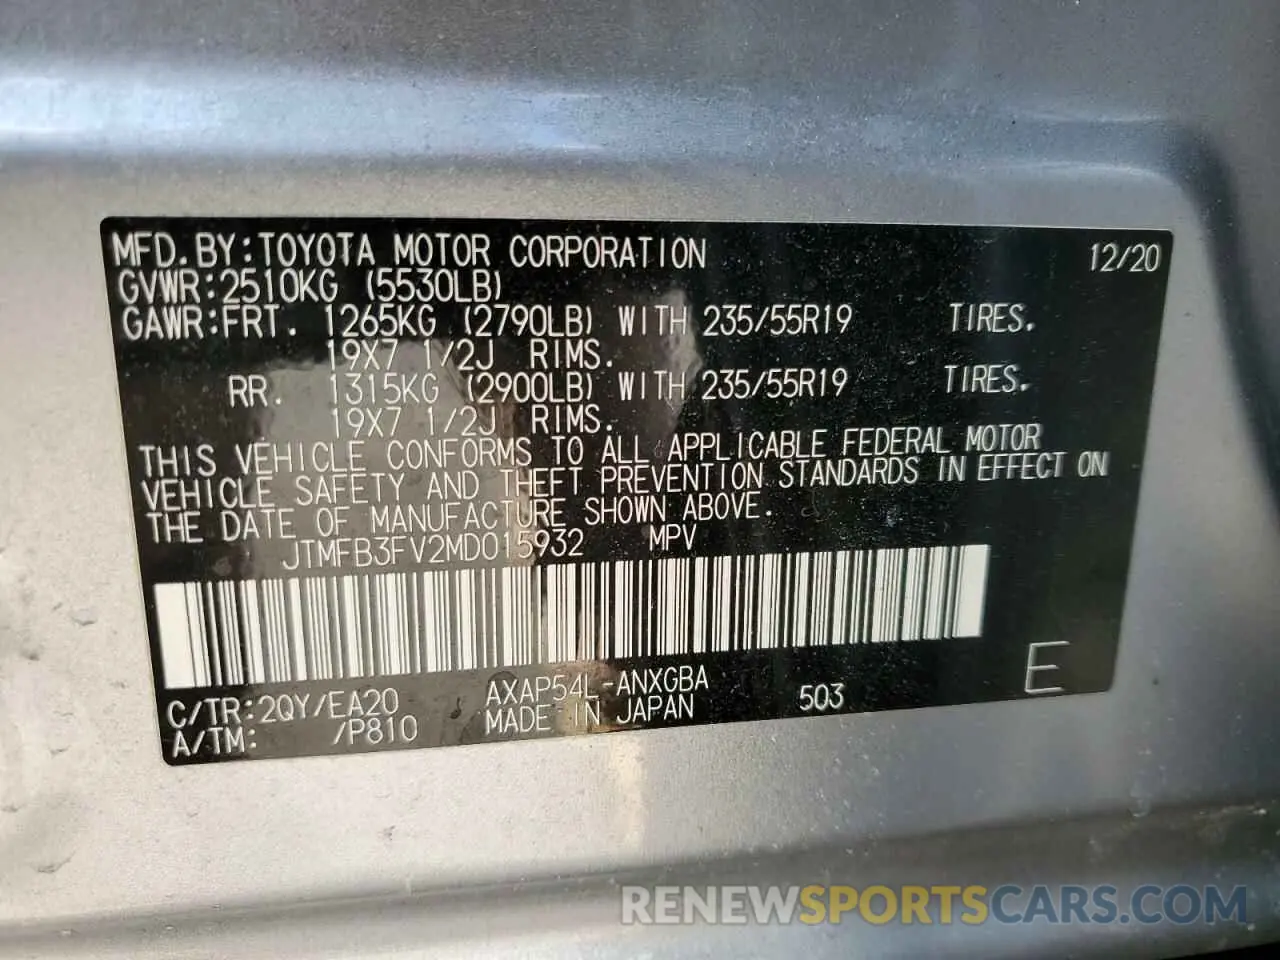 MFD.BY:TOYOTA MOTOR CORPORATION 12/20
GVWR:2510KG (5530LB)
GAWR:FRT. 1265KG (2790LB) WITH 235/55R19 TIRES.
19X7 1/2J RIMS.
RR. 1315KG (2900LB) WITH 235/55R19 TIRES.
19X7 1/2J RIMS.
THIS VEHICLE CONFORMS TO ALL APPLICABLE FEDERAL MOTOR
VEHICLE SAFETY AND THEFT PREVENTION STANDARDS IN EFFECT ON
THE DATE OF MANUFACTURE SHOWN ABOVE.
JTMFB3FV2MD015932 MPV
E
C/TR:2QY/EA20 AXAP54L-ANXGBA 503
A/TM: /P810 MADE IN JAPAN
RENEWSPORTSCARS.COM